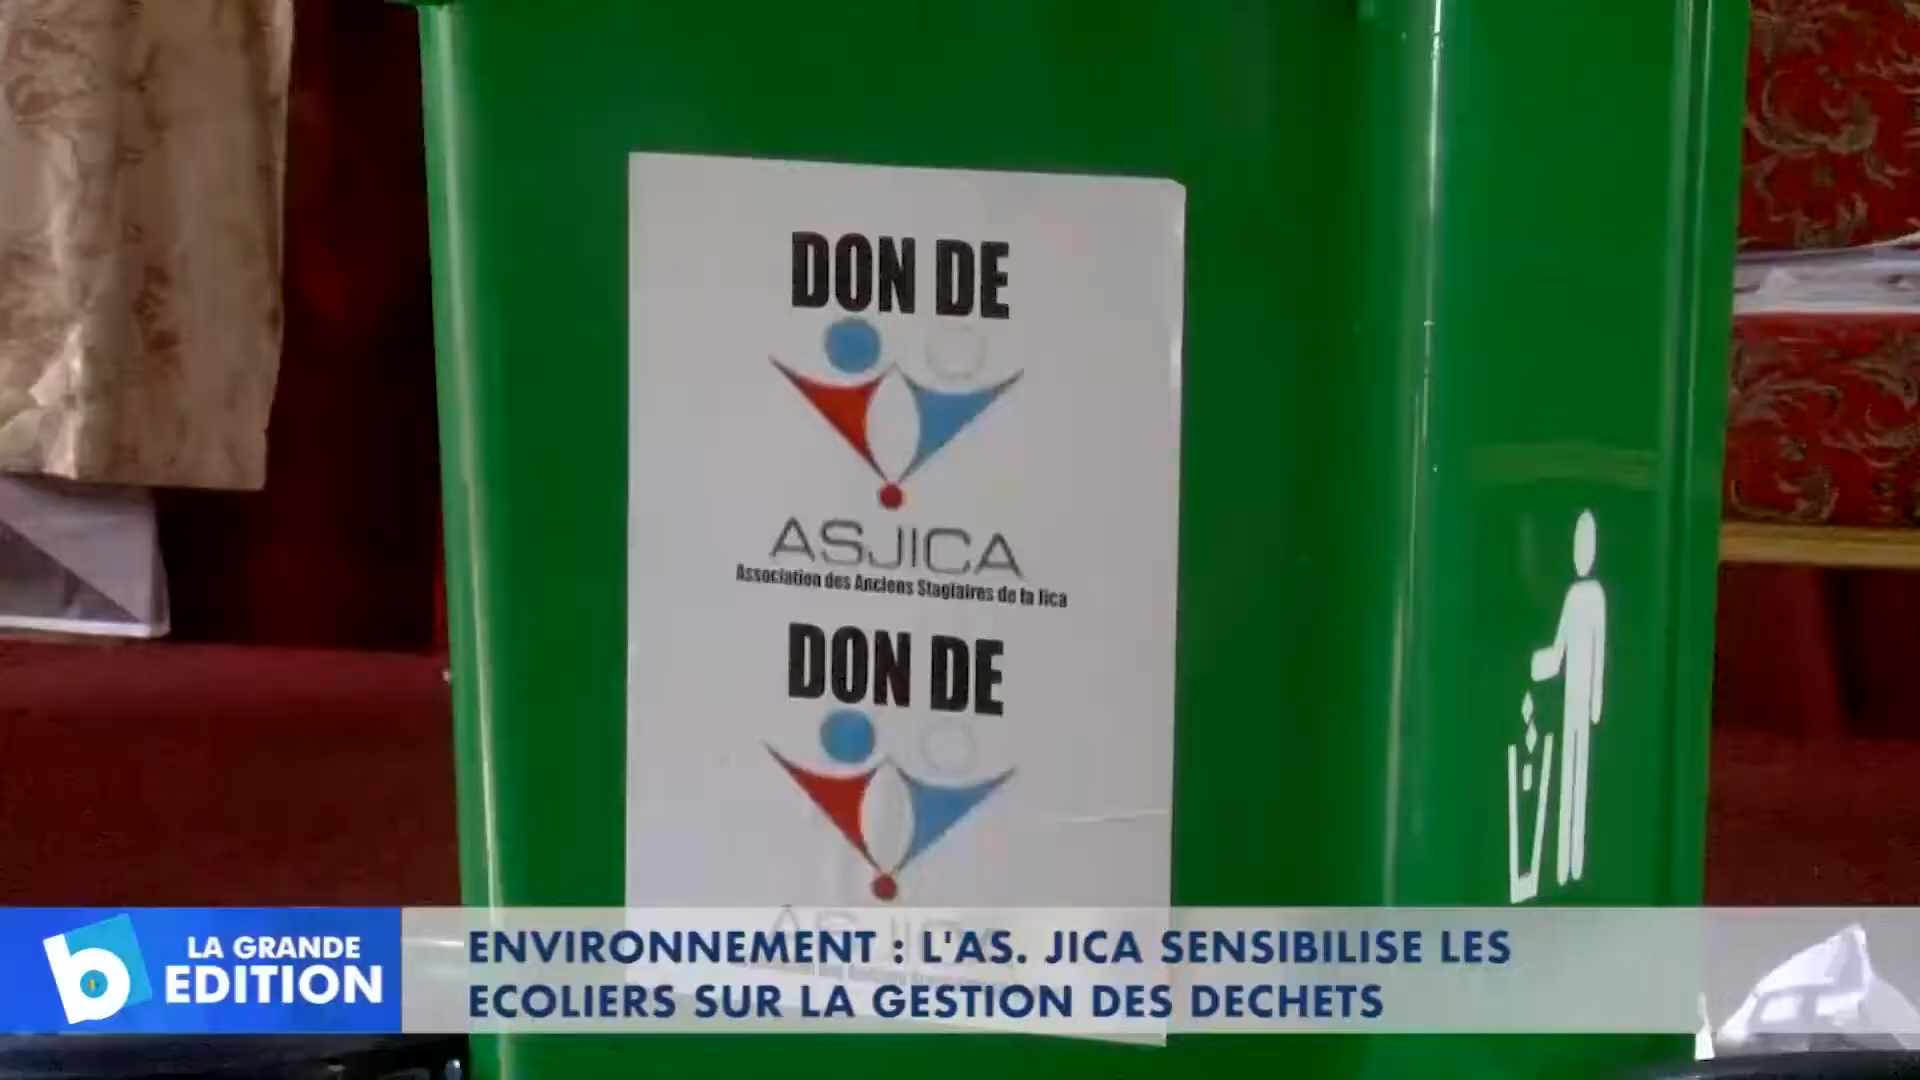 DON DE
ASJICA
Association des Anciens Stagiaires de la Jica
DON DE
ASJICA
b LA GRANDE
EDITION
ENVIRONNEMENT : L'AS. JICA SENSIBILISE LES
ECOLIERS SUR LA GESTION DES DECHETS